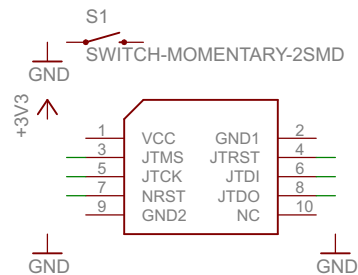 S1
SWITCH-MOMENTARY-2SMD
GND
+3V3
1 VCC GND1 2
3 JTMS JTRST 4
5 JTCK JTDI 6
7 NRST JTDO 8
9 GND2 NC 10
GND GND